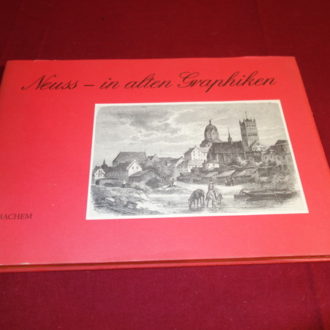 Neuss – in alten Graphiken
BACHEM